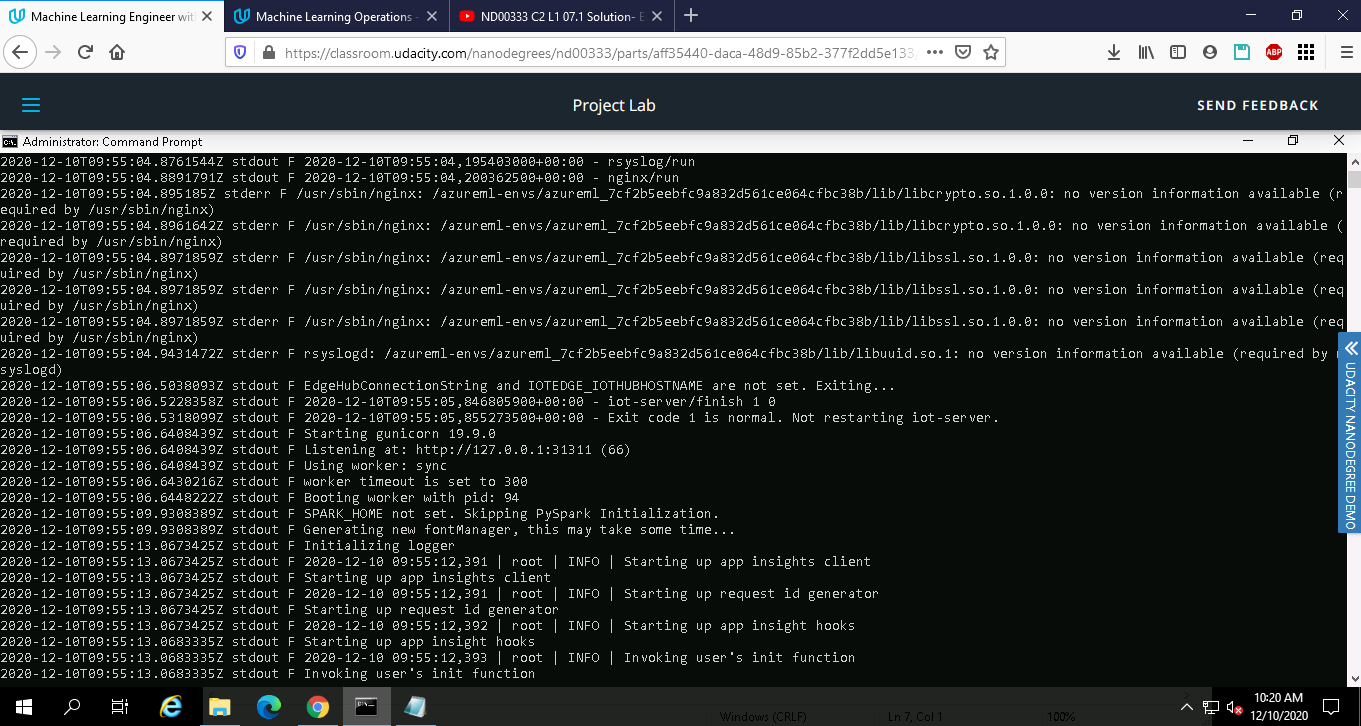 Machine Learning Engineer wit
Machine Learning Operations -
ND00333 C2 L1 07.1 Solution- E
https://classroom.udacity.com/nanodegrees/nd00333/parts/aff35440-daca-48d9-85b2-377f2dd5e133/
ABP
Project Lab
SEND FEEDBACK
Administrator: Command Prompt
2020-12-10T09:55:04.8761544Z stdout F 2020-12-10T09:55:04,195403000+00:00 - rsyslog/run
2020-12-10T09:55:04.8891791Z stdout F 2020-12-10T09:55:04,200362500+00:00 - nginx/run
2020-12-10T09:55:04.895185Z stderr F /usr/sbin/nginx: /azureml-envs/azureml_7cf2b5eebfc9a832d561ce064cfbc38b/lib/libcrypto.so.1.0.0: no version information available (r
equired by /usr/sbin/nginx)
2020-12-10T09:55:04.8961642Z stderr F /usr/sbin/nginx: /azureml-envs/azureml_7cf2b5eebfc9a832d561ce064cfbc38b/lib/libcrypto.so.1.0.0: no version information available (
required by /usr/sbin/nginx)
2020-12-10T09:55:04.8971859Z stderr F /usr/sbin/nginx: /azureml-envs/azureml_7cf2b5eebfc9a832d561ce064cfbc38b/lib/libssl.so.1.0.0: no version information available (req
uired by /usr/sbin/nginx)
2020-12-10T09:55:04.8971859Z stderr F /usr/sbin/nginx: /azureml-envs/azureml_7cf2b5eebfc9a832d561ce064cfbc38b/lib/libssl.so.1.0.0: no version information available (req
uired by /usr/sbin/nginx)
2020-12-10T09:55:04.8971859Z stderr F /usr/sbin/nginx: /azureml-envs/azureml_7cf2b5eebfc9a832d561ce064cfbc38b/lib/libssl.so.1.0.0: no version information available (req
uired by /usr/sbin/nginx)
2020-12-10T09:55:04.9431472Z stderr F rsyslogd: /azureml-envs/azureml_7cf2b5eebfc9a832d561ce064cfbc38b/lib/libuuid.so.1: no version information available (required by r
syslogd)
2020-12-10T09:55:06.5038093Z stdout F EdgeHubConnectionString and IOTEDGE_IOTHUBHOSTNAME are not set. Exiting...
2020-12-10T09:55:06.5228358Z stdout F 2020-12-10T09:55:05,846805900+00:00 - iot-server/finish 1 0
2020-12-10T09:55:06.5318099Z stdout F 2020-12-10T09:55:05,855273500+00:00 - Exit code 1 is normal. Not restarting iot-server.
2020-12-10T09:55:06.6408439Z stdout F Starting gunicorn 19.9.0
2020-12-10T09:55:06.6408439Z stdout F Listening at: http://127.0.0.1:31311 (66)
2020-12-10T09:55:06.6408439Z stdout F Using worker: sync
2020-12-10T09:55:06.6430216Z stdout F worker timeout is set to 300
2020-12-10T09:55:06.6448222Z stdout F Booting worker with pid: 94
2020-12-10T09:55:09.9308389Z stdout F SPARK_HOME not set. Skipping PySpark Initialization.
2020-12-10T09:55:09.9308389Z stdout F Generating new fontManager, this may take some time...
2020-12-10T09:55:13.0673425Z stdout F Initializing logger
2020-12-10T09:55:13.0673425Z stdout F 2020-12-10 09:55:12,391 | root | INFO | Starting up app insights client
2020-12-10T09:55:13.0673425Z stdout F Starting up app insights client
2020-12-10T09:55:13.0673425Z stdout F 2020-12-10 09:55:12,391 | root | INFO | Starting up request id generator
2020-12-10T09:55:13.0673425Z stdout F Starting up request id generator
2020-12-10T09:55:13.0673425Z stdout F 2020-12-10 09:55:12,392 | root | INFO | Starting up app insight hooks
2020-12-10T09:55:13.0683335Z stdout F Starting up app insight hooks
2020-12-10T09:55:13.0683335Z stdout F 2020-12-10 09:55:12,393 | root | INFO | Invoking user's init function
2020-12-10T09:55:13.0683335Z stdout F Invoking user's init function
UDACITY NANODEGREE DEMO
Windows (CRLF)
Ln 7, Col 1
100%
10:20 AM
12/10/2020